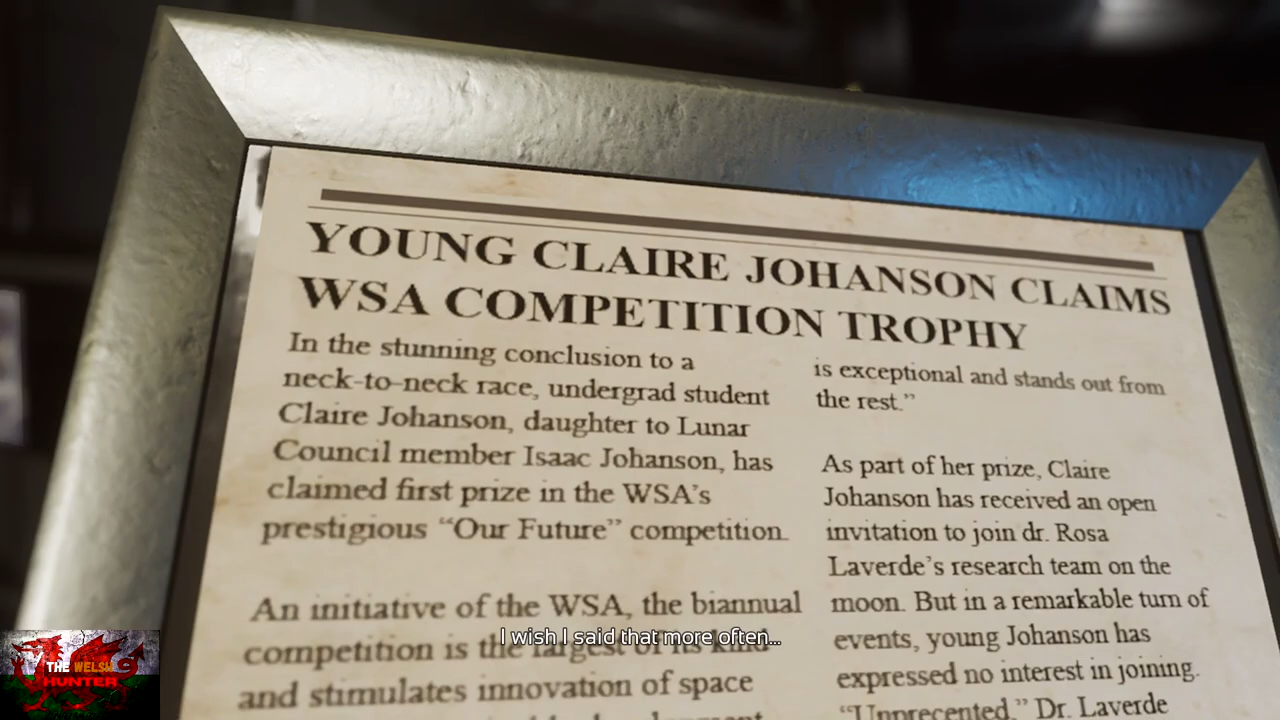 YOUNG CLAIRE JOHANSON CLAIMS
WSA COMPETITION TROPHY
In the stunning conclusion to a
neck-to-neck race, undergrad student
Claire Johanson, daughter to Lunar
Council member Isaac Johanson, has
claimed first prize in the WSA's
prestigious “Our Future” competition.
An initiative of the WSA, the biannual
competition is the largest of its kind
and stimulates innovation of space
is exceptional and stands out from
the rest.”
As part of her prize, Claire
Johanson has received an open
invitation to join dr. Rosa
Laverde's research team on the
moon. But in a remarkable turn of
events, young Johanson has
expressed no interest in joining.
“Unprecented,” Dr. Laverde
I wish I said that more often...
THE WELSH
HUNTER